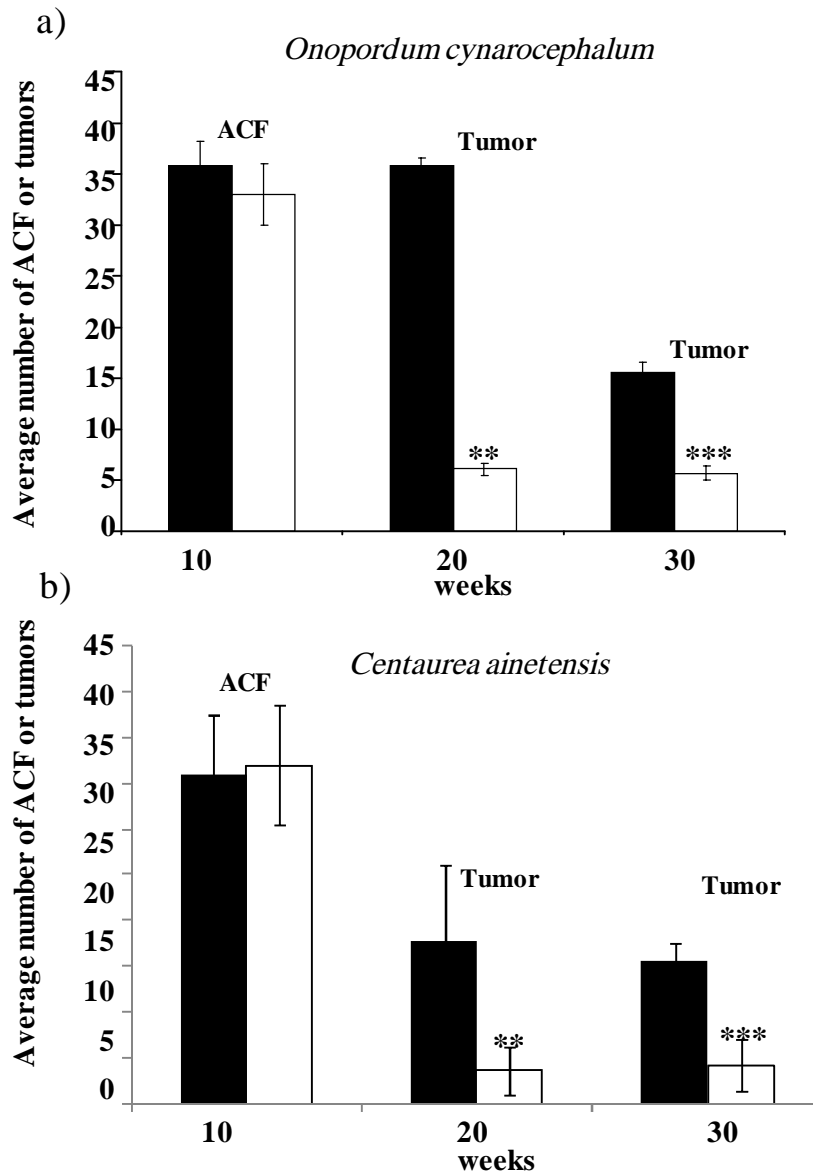 a)
Onopordum cynarocephalum
Average number of ACF or tumors
45
40
35
30
25
20
15
10
5
0
ACF
Tumor
Tumor
**
***
10 20 30
weeks
b)
Centaurea ainetensis
Average number of ACF or tumors
45
40
35
30
25
20
15
10
5
0
ACF
Tumor
Tumor
**
***
10 20 30
weeks